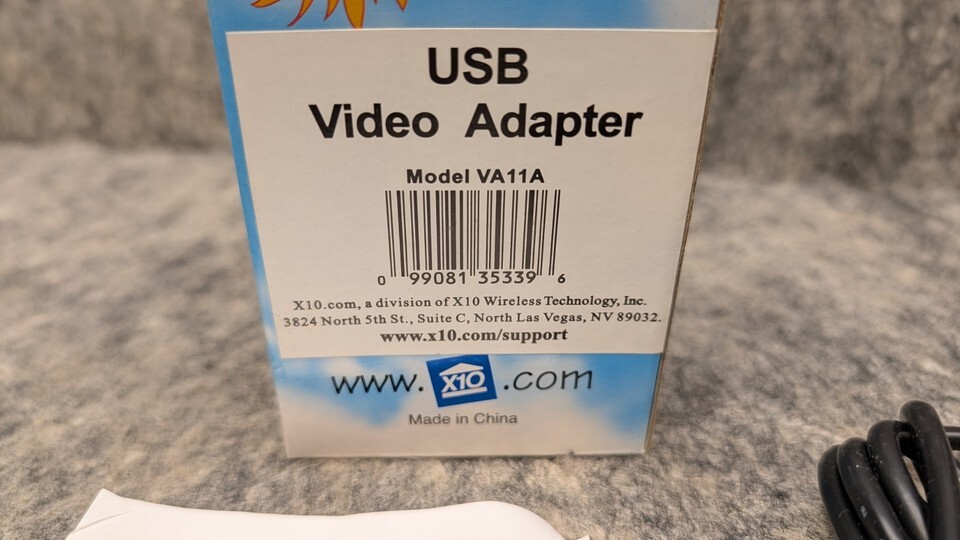 USB
Video Adapter
Model VA11A
0 99081 35339 6
X10.com, a division of X10 Wireless Technology, Inc.
3824 North 5th St., Suite C, North Las Vegas, NV 89032.
www.x10.com/support
www.X10.com
Made in China